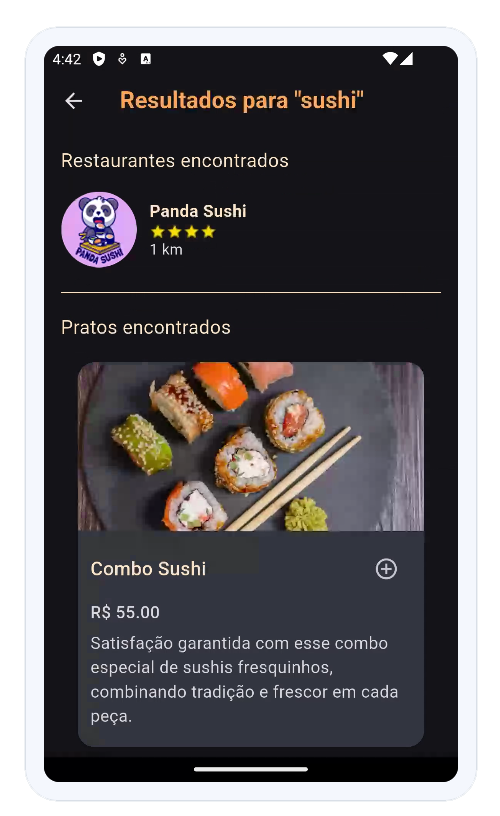 4:42
Resultados para "sushi"
Restaurantes encontrados
PANDA SUSHI
Panda Sushi
1 km
Pratos encontrados
Combo Sushi
R$ 55.00
Satisfação garantida com esse combo
especial de sushis fresquinhos,
combinando tradição e frescor em cada
peça.